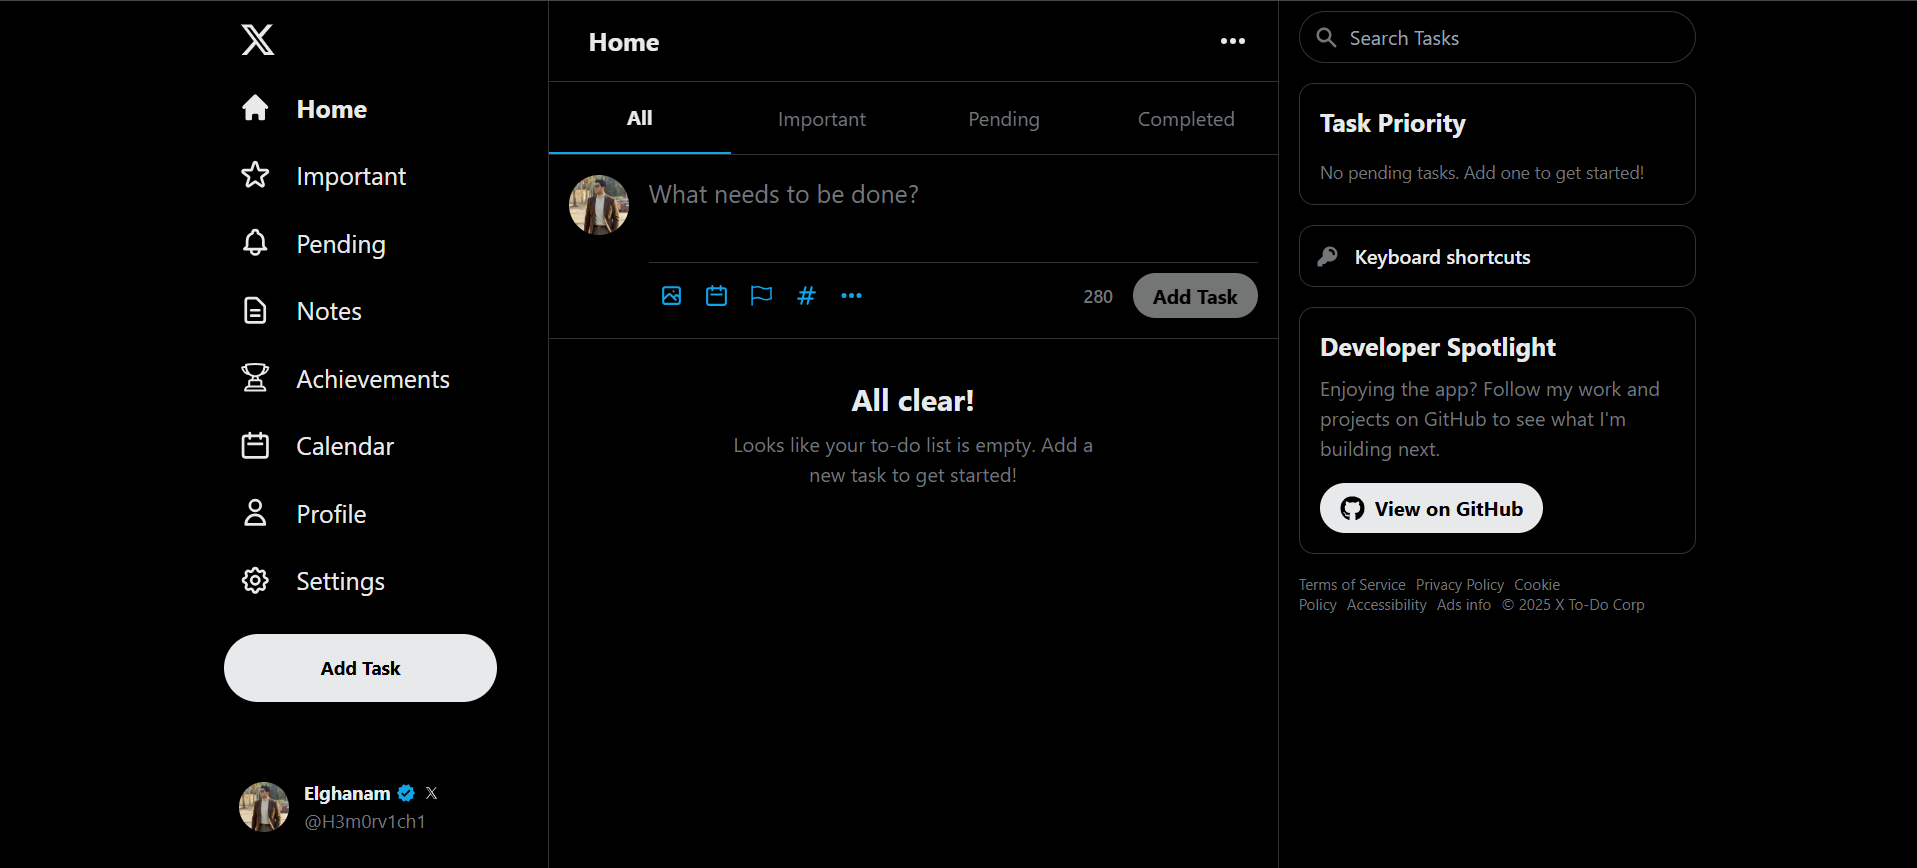 Home
Important
Pending
Notes
Achievements
Calendar
Profile
Settings
Add Task
Elghanam
@H3m0rv1ch1
Home
All
Important
Pending
Completed
What needs to be done?
280
Add Task
All clear!
Looks like your to-do list is empty. Add a
new task to get started!
Search Tasks
Task Priority
No pending tasks. Add one to get started!
Keyboard shortcuts
Developer Spotlight
Enjoying the app? Follow my work and
projects on GitHub to see what I'm
building next.
View on GitHub
Terms of Service Privacy Policy Cookie
Policy Accessibility Ads info © 2025 X To-Do Corp